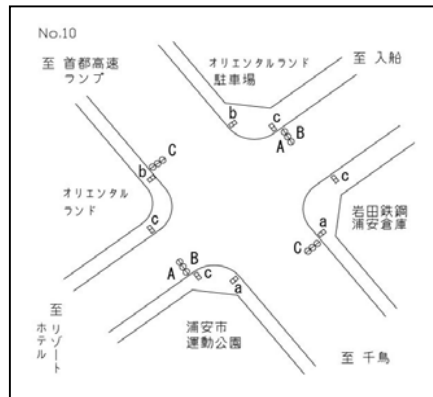 No.10
至 首都高速
ランプ
オリエンタルランド
駐車場
至 入船
b
c
B
A
C
b
c
オリエンタル
ランド
c
岩田鉄鋼
浦安倉庫
a
C
B
A
c
a
至 リゾート
ホテル
浦安市
運動公園
至 千鳥